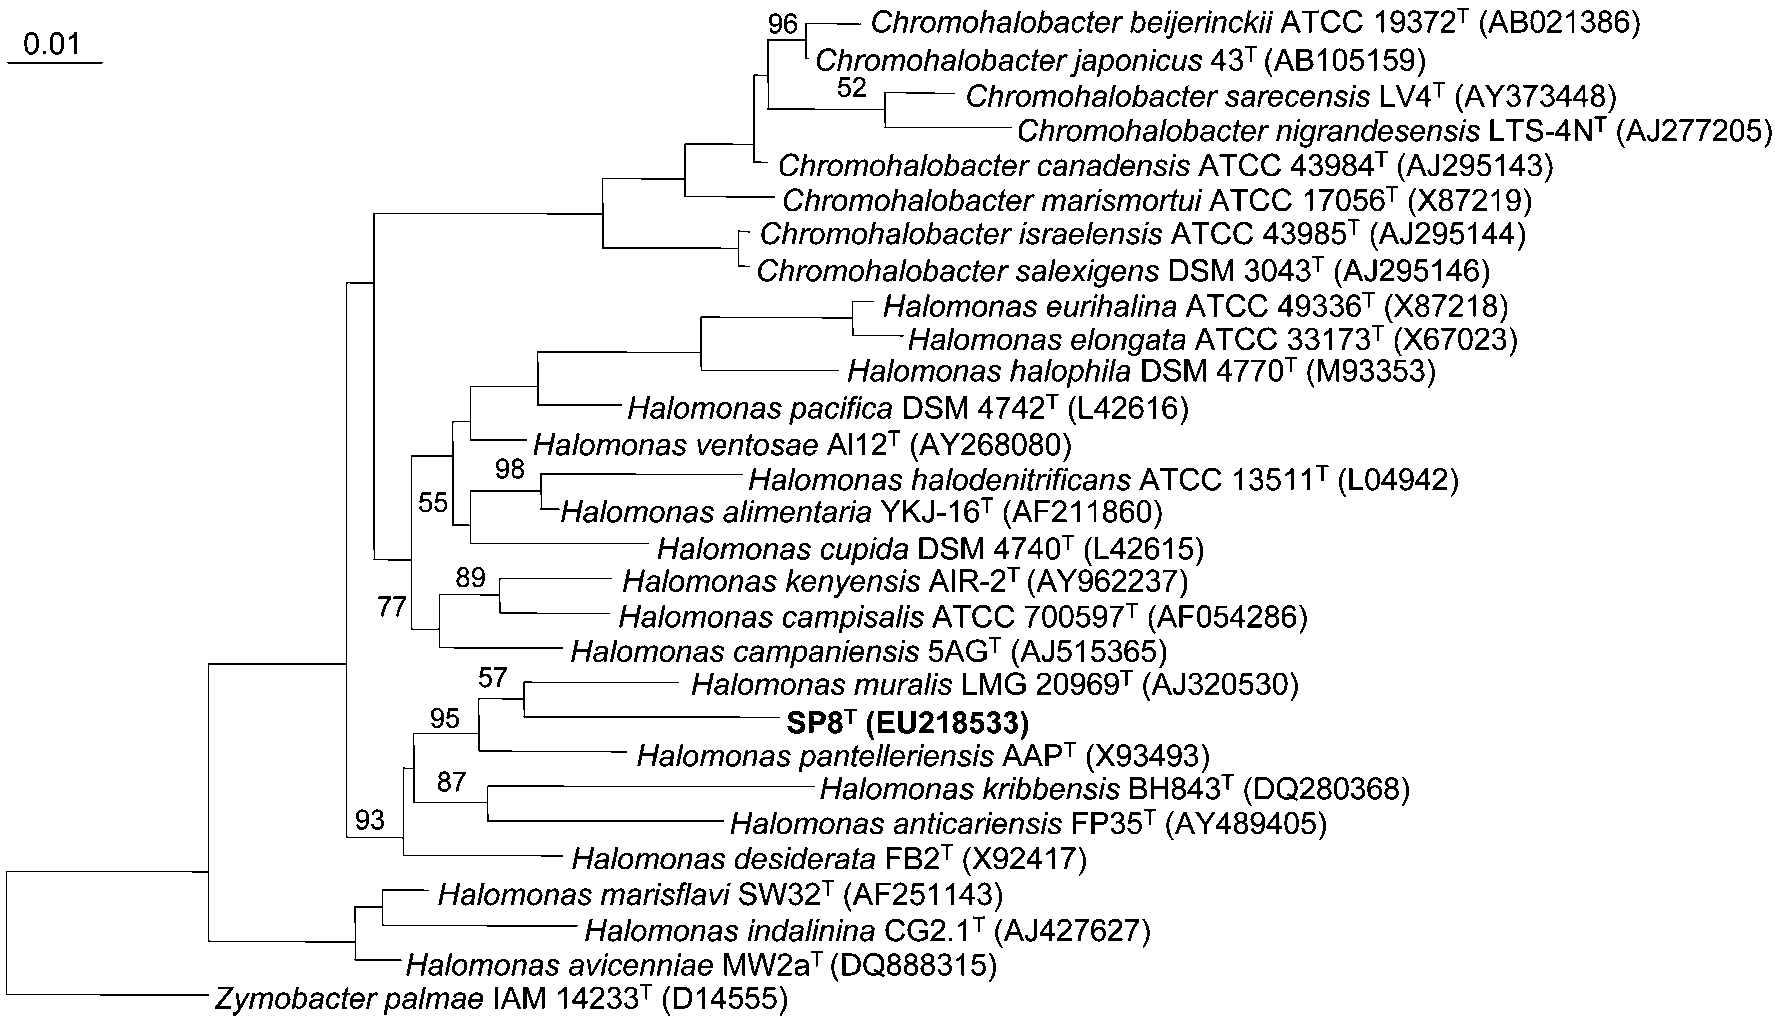 96
Chromohalobacter beijerinckii ATCC 19372ᵀ (AB021386)
0.01
Chromohalobacter japonicus 43ᵀ (AB105159)
52
Chromohalobacter sarecensis LV4ᵀ (AY373448)
Chromohalobacter nigrandesensis LTS-4Nᵀ (AJ277205)
Chromohalobacter canadensis ATCC 43984ᵀ (AJ295143)
Chromohalobacter marismortui ATCC 17056ᵀ (X87219)
Chromohalobacter israelensis ATCC 43985ᵀ (AJ295144)
Chromohalobacter salexigens DSM 3043ᵀ (AJ295146)
Halomonas eurihalina ATCC 49336ᵀ (X87218)
Halomonas elongata ATCC 33173ᵀ (X67023)
Halomonas halophila DSM 4770ᵀ (M93353)
Halomonas pacifica DSM 4742ᵀ (L42616)
Halomonas ventosae Al12ᵀ (AY268080)
98
Halomonas halodenitrificans ATCC 13511ᵀ (L04942)
55
Halomonas alimentaria YKJ-16ᵀ (AF211860)
Halomonas cupida DSM 4740ᵀ (L42615)
89
Halomonas kenyensis AIR-2ᵀ (AY962237)
77
Halomonas campisalis ATCC 700597ᵀ (AF054286)
Halomonas campaniensis 5AGᵀ (AJ515365)
57
Halomonas muralis LMG 20969ᵀ (AJ320530)
95
SP8ᵀ (EU218533)
Halomonas pantelleriensis AAPᵀ (X93493)
87
Halomonas kribbensis BH843ᵀ (DQ280368)
93
Halomonas anticariensis FP35ᵀ (AY489405)
Halomonas desiderata FB2ᵀ (X92417)
Halomonas marisflavi SW32ᵀ (AF251143)
Halomonas indalinina CG2.1ᵀ (AJ427627)
Halomonas avicenniae MW2aᵀ (DQ888315)
Zymobacter palmae IAM 14233ᵀ (D14555)